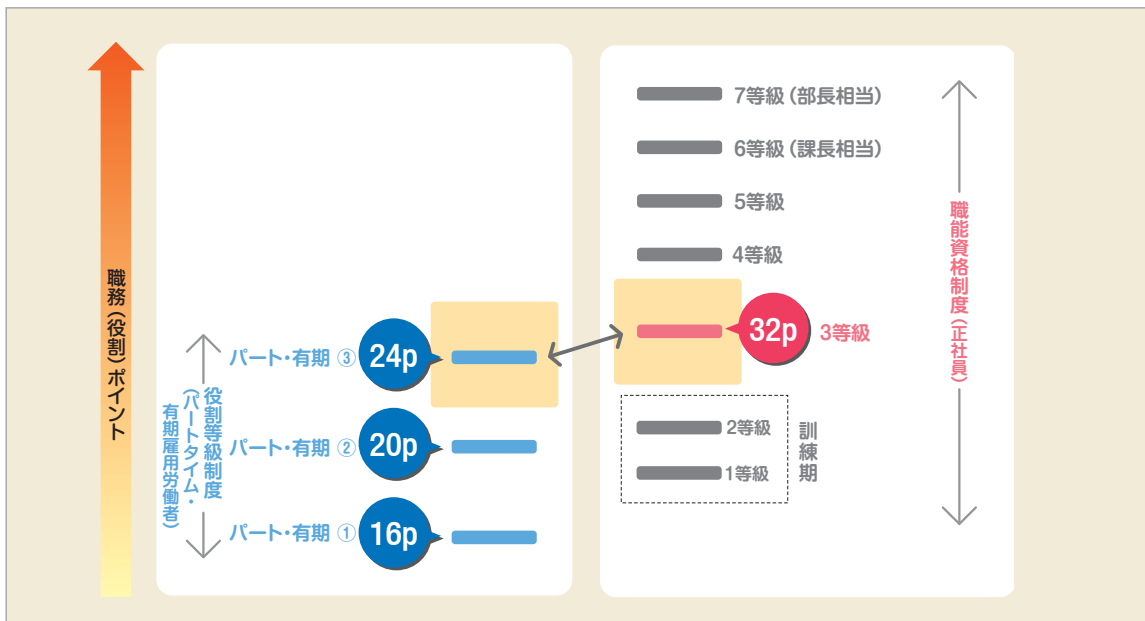 職務（役割）ポイント
役割等級制度
（パートタイム・
有期雇用労働者）
パート・有期 ③
24p
パート・有期 ②
20p
パート・有期 ①
16p
7等級（部長相当）
6等級（課長相当）
5等級
4等級
32p
3等級
2等級
1等級
訓練期
職能資格制度（正社員）